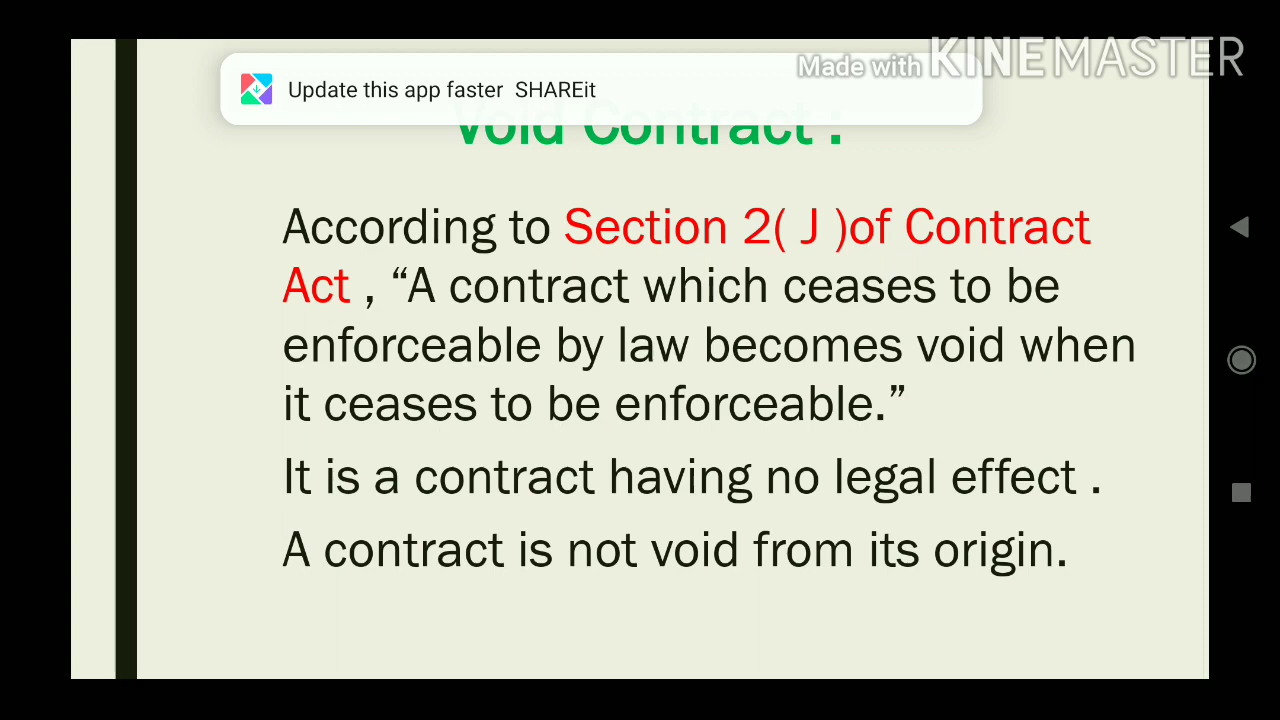 Made with KINEMASTER
Update this app faster SHAREit
Void Contract :
According to Section 2( J )of Contract
Act , “A contract which ceases to be
enforceable by law becomes void when
it ceases to be enforceable.”
It is a contract having no legal effect .
A contract is not void from its origin.